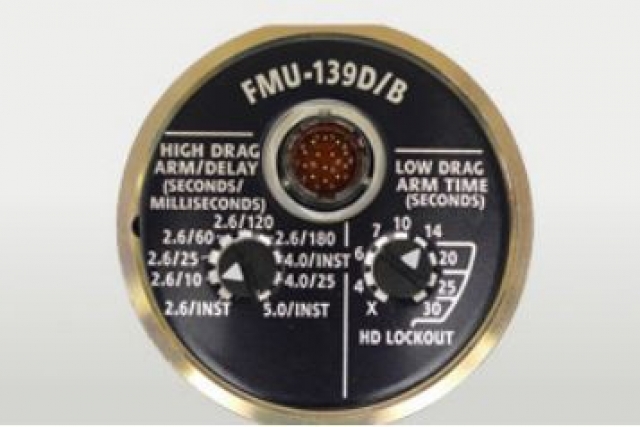 FMU-139D/B
HIGH DRAG
ARM/DELAY
(SECONDS/
MILLISECONDS)
2.6/120
2.6/60
2.6/180
2.6/25
4.0/INST
2.6/10
4.0/25
2.6/INST
5.0/INST
LOW DRAG
ARM TIME
(SECONDS)
10
7
14
6
20
4
25
X
30
HD LOCKOUT